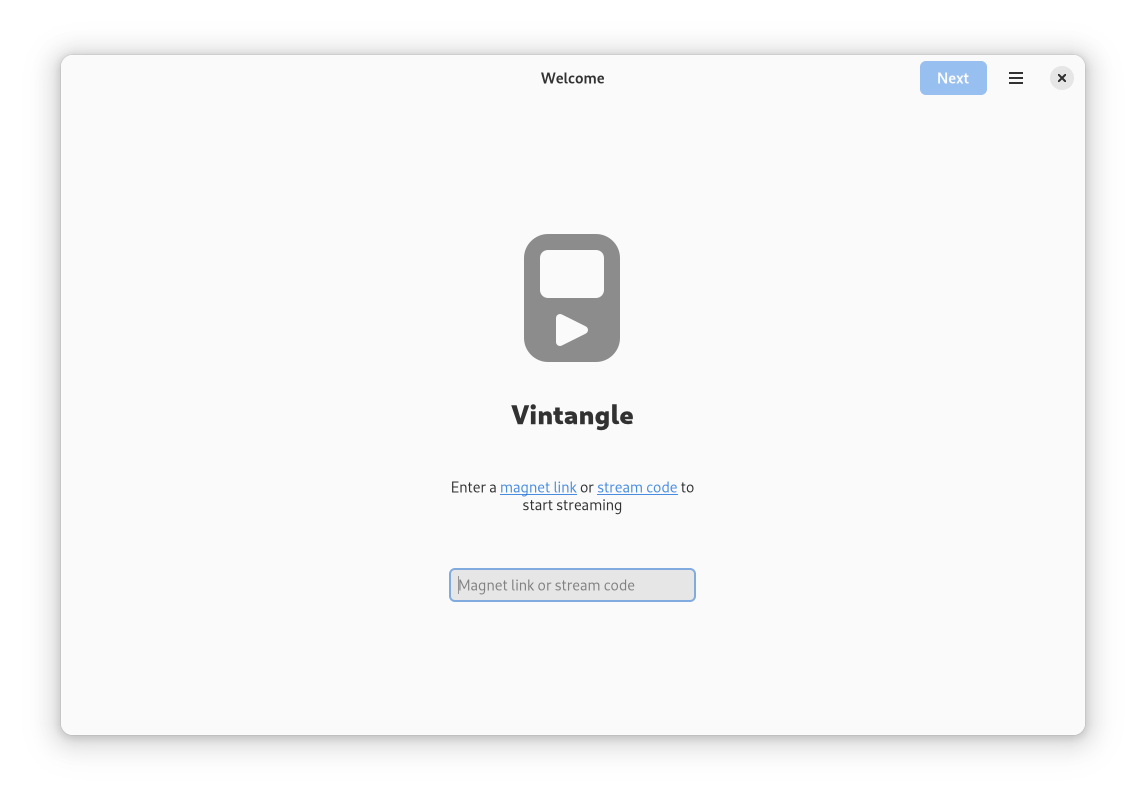 Welcome
Next
Vintangle
Enter a magnet link or stream code to
start streaming
Magnet link or stream code